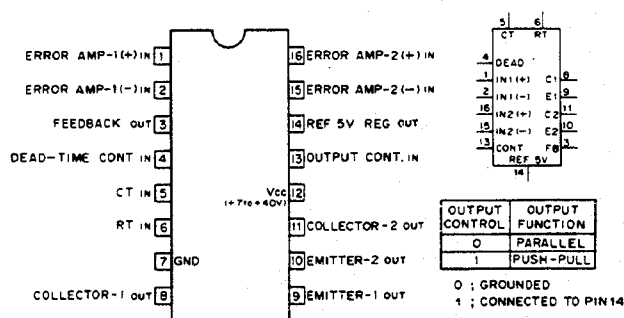 ERROR AMP-1(+) IN 1
ERROR AMP-1(-) IN 2
FEEDBACK OUT 3
DEAD-TIME CONT IN 4
CT IN 5
RT IN 6
7 GND
COLLECTOR-1 OUT 8
16 ERROR AMP-2(+) IN
15 ERROR AMP-2(-) IN
14 REF 5V REG OUT
13 OUTPUT CONT. IN
Vcc 12
(+7 to +40V)
11 COLLECTOR-2 OUT
10 EMITTER-2 OUT
9 EMITTER-1 OUT
5 6
CT RT
4 DEAD
1 IN1(+) C1 8
2 IN1(-) E1 9
16 IN2(+) C2 11
15 IN2(-) E2 10
13 CONT FB 3
REF 5V
14
OUTPUT CONTROL OUTPUT FUNCTION
0 PARALLEL
1 PUSH-PULL
0 ; GROUNDED
1 ; CONNECTED TO PIN 14